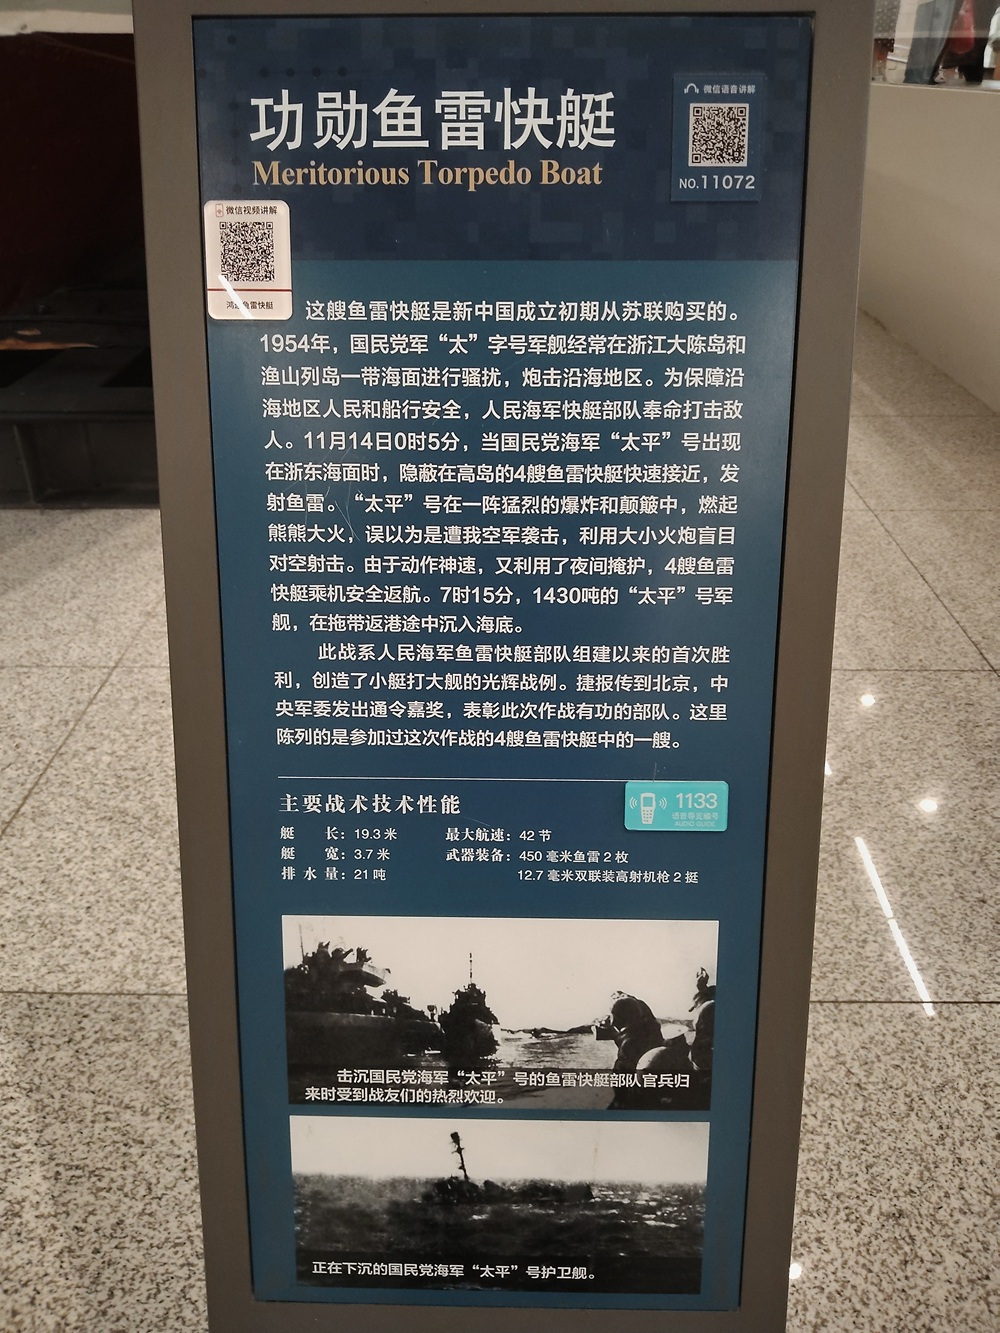 功勋鱼雷快艇
Meritorious Torpedo Boat
微信语音讲解
NO.11072
微信视频讲解
鱼雷快艇
这艘鱼雷快艇是新中国成立初期从苏联购买的。
1954年，国民党军“太”字号军舰经常在浙江大陈岛和
渔山列岛一带海面进行骚扰，炮击沿海地区。为保障沿
海地区人民和船行安全，人民海军快艇部队奉命打击敌
人。11月14日0时5分，当国民党海军“太平”号出现
在浙东海面时，隐蔽在高岛的4艘鱼雷快艇快速接近，发
射鱼雷。“太平”号在一阵猛烈的爆炸和颠簸中，燃起
熊熊大火，误以为是遭我空军袭击，利用大小火炮盲目
对空射击。由于动作神速，又利用了夜间掩护，4艘鱼雷
快艇乘机安全返航。7时15分，1430吨的“太平”号军
舰，在拖带返港途中沉入海底。
此战系人民海军鱼雷快艇部队组建以来的首次胜
利，创造了小艇打大舰的光辉战例。捷报传到北京，中
央军委发出通令嘉奖，表彰此次作战有功的部队。这里
陈列的是参加过这次作战的4艘鱼雷快艇中的一艘。
主要战术技术性能
1133
语音导览编号
AUDIO GUIDE
艇　　长：19.3 米　　最大航速：42 节
艇　　宽：3.7 米　　武器装备：450 毫米鱼雷 2 枚
排 水 量：21 吨　　12.7 毫米双联装高射机枪 2 挺
击沉国民党海军“太平”号的鱼雷快艇部队官兵归
来时受到战友们的热烈欢迎。
正在下沉的国民党海军“太平”号护卫舰。